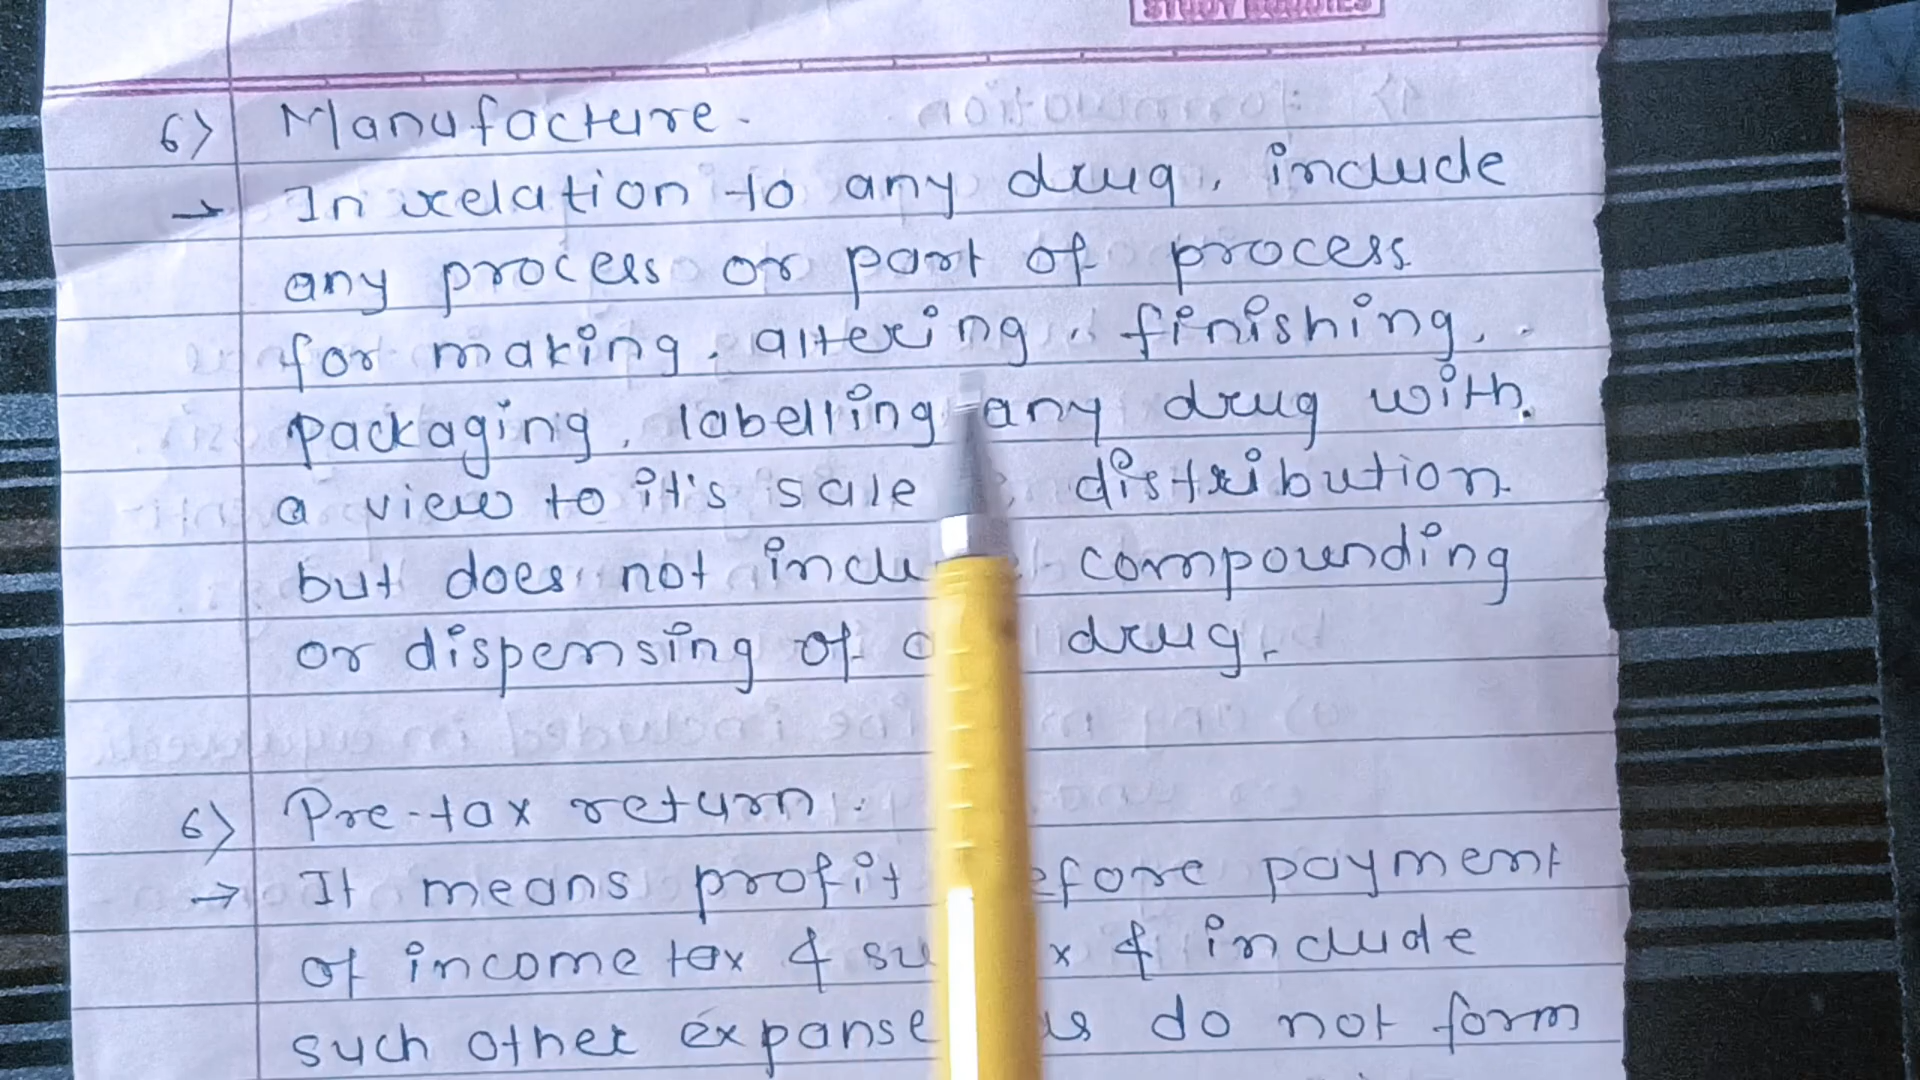 STUDY BUDDIES
6) Manufacture.
→ In relation to any drug, include
any process or part of process
for making, altering, finishing,
packaging, labelling any drug with
a view to it's sale distribution
but does not compounding
or dispensing of drug.
6) Pre-tax return.
→ It means profit payment
of income tax & & include
such other expanse do not form